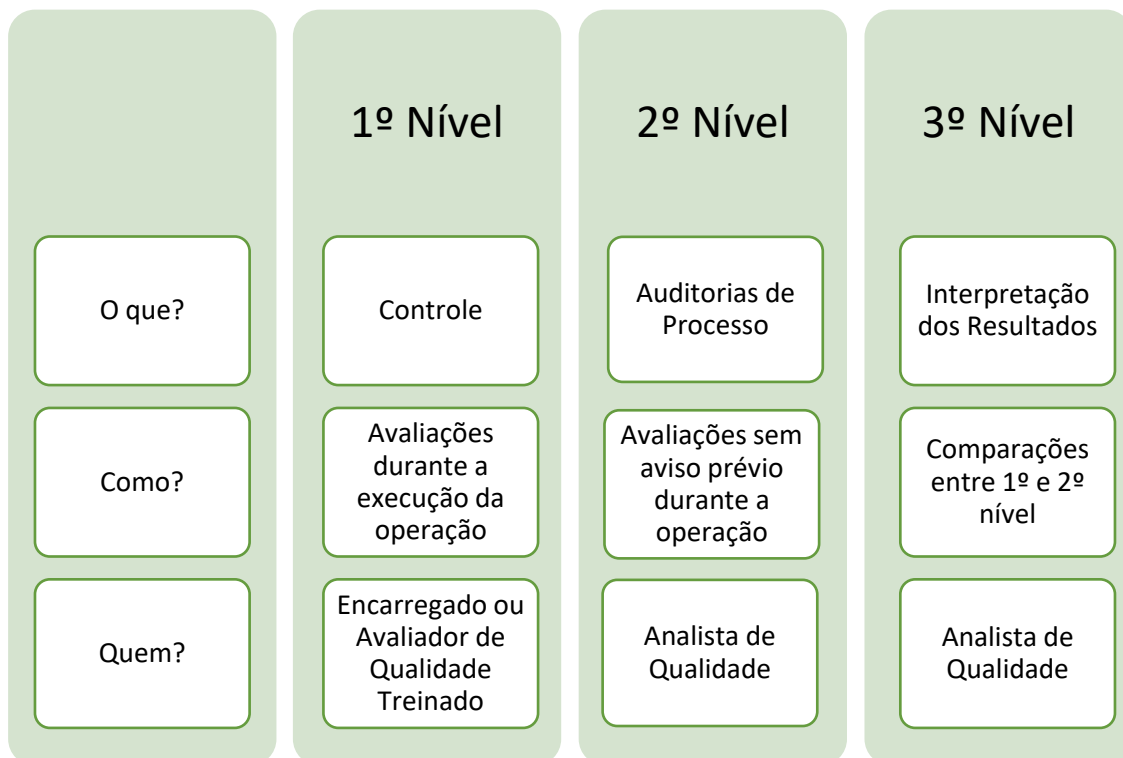 1º Nível
2º Nível
3º Nível
O que?
Controle
Auditorias de
Processo
Interpretação
dos Resultados
Como?
Avaliações
durante a
execução da
operação
Avaliações sem
aviso prévio
durante a
operação
Comparações
entre 1º e 2º
nível
Quem?
Encarregado ou
Avaliador de
Qualidade
Treinado
Analista de
Qualidade
Analista de
Qualidade